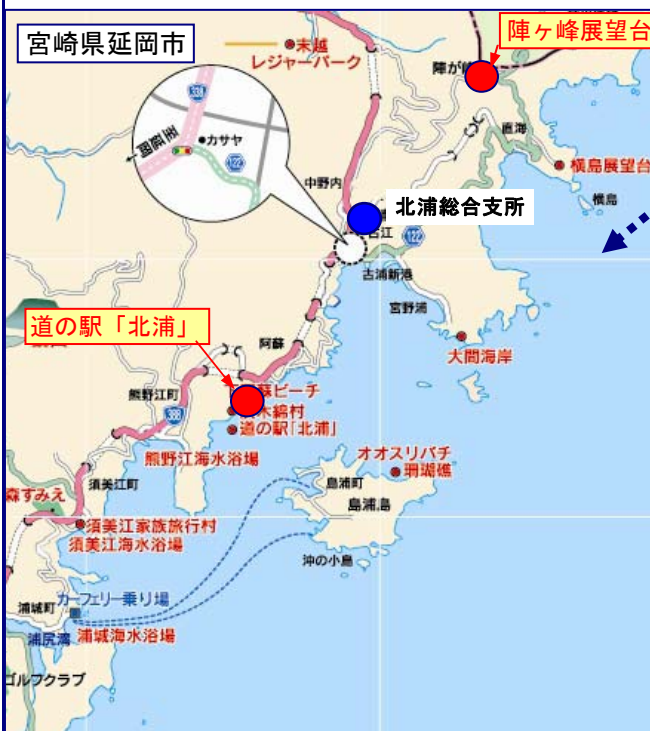 宮崎県延岡市
陣ヶ峰展望台
末越
レジャーパーク
陣が
388
至延岡
カサヤ
122
直海
横島展望台
横島
中野内
北浦総合支所
古江
122
古浦新港
宮野浦
大間海岸
道の駅「北浦」
阿蘇
蘇ビーチ
木綿村
道の駅「北浦」
熊野江町
388
熊野江海水浴場
オオスリバチ
珊瑚礁
島浦町
島浦島
沖の小島
森すみえ
須美江町
須美江家族旅行村
須美江海水浴場
カーフェリー乗り場
浦城町
浦尻湾
浦城海水浴場
ゴルフクラブ